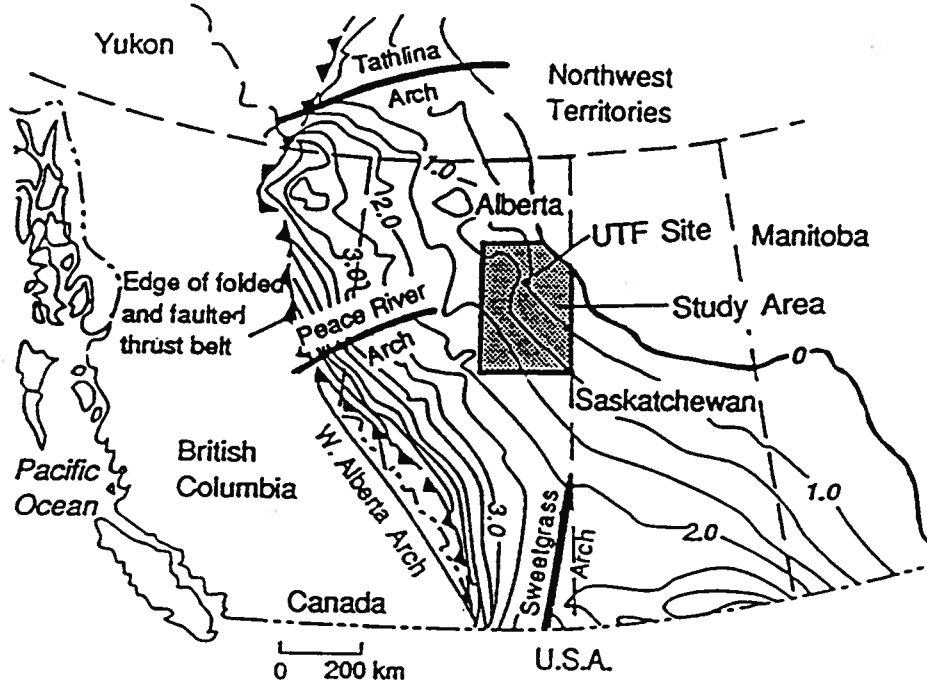 Yukon
Tathlina
Arch
Northwest
Territories
1.0
2.0
3.0
Alberta
UTF Site
Manitoba
Edge of folded
and faulted
thrust belt
Peace River
Arch
Study Area
0
Saskatchewan
Pacific
Ocean
British
Columbia
W. Alberta Arch
3.0
Sweetgrass
Arch
2.0
1.0
Canada
U.S.A.
0 200 km